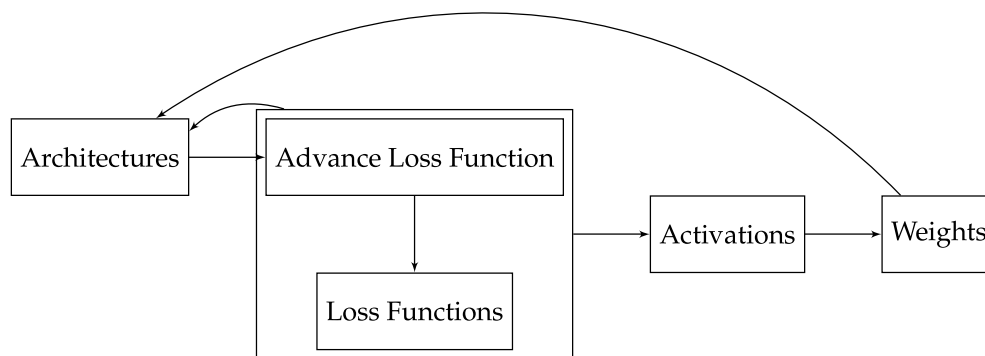 Architectures
Advance Loss Function
Loss Functions
Activations
Weights